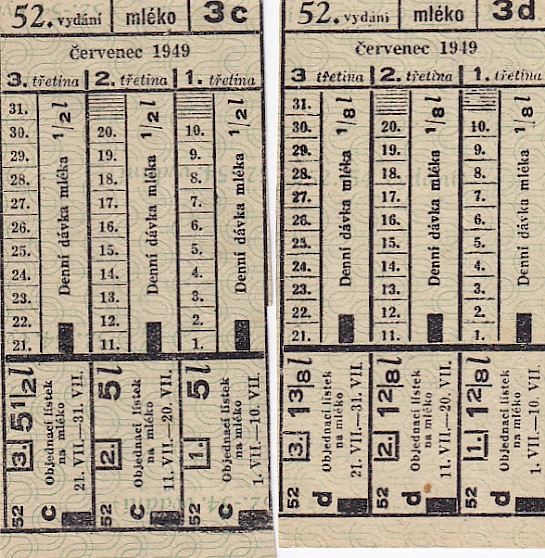 52. vydání mléko 3c
červenec 1949
3. třetina 2. třetina 1. třetina
31.
30. 20. 10.
29. 19. 9.
28. 18. 8.
27. 17. 7.
26. 16. 6.
25. 15. 5.
24. 14. 4.
23. 13. 3.
22. 12. 2.
21. 11. 1.
Denní dávka mléka 1/2 l
Denní dávka mléka 1/2 l
Denní dávka mléka 1/2 l
3. 5 1/2 l
Objednací lístek
na mléko
21. VII.—31. VII.
52 c
2. 5 l
Objednací lístek
na mléko
11. VII.—20. VII.
52 c
1. 5 l
Objednací lístek
na mléko
1. VII.—10. VII.
52 c
52. vydání mléko 3d
červenec 1949
3 třetina 2. třetina 1. třetina
31.
30. 20. 10.
29. 19. 9.
28. 18. 8.
27. 17. 7.
26. 16. 6.
25. 15. 5.
24. 14. 4.
23. 13. 3.
22. 12. 2.
21. 11. 1.
Denní dávka mléka 1/8 l
Denní dávka mléka 1/8 l
Denní dávka mléka 1/8 l
3. 13/8 l
Objednací lístek
na mléko
21. VII.—31. VII.
52 d
2. 12/8 l
Objednací lístek
na mléko
11. VII.—20. VII.
52 d
1. 12/8 l
Objednací lístek
na mléko
1. VII.—10. VII.
52 d